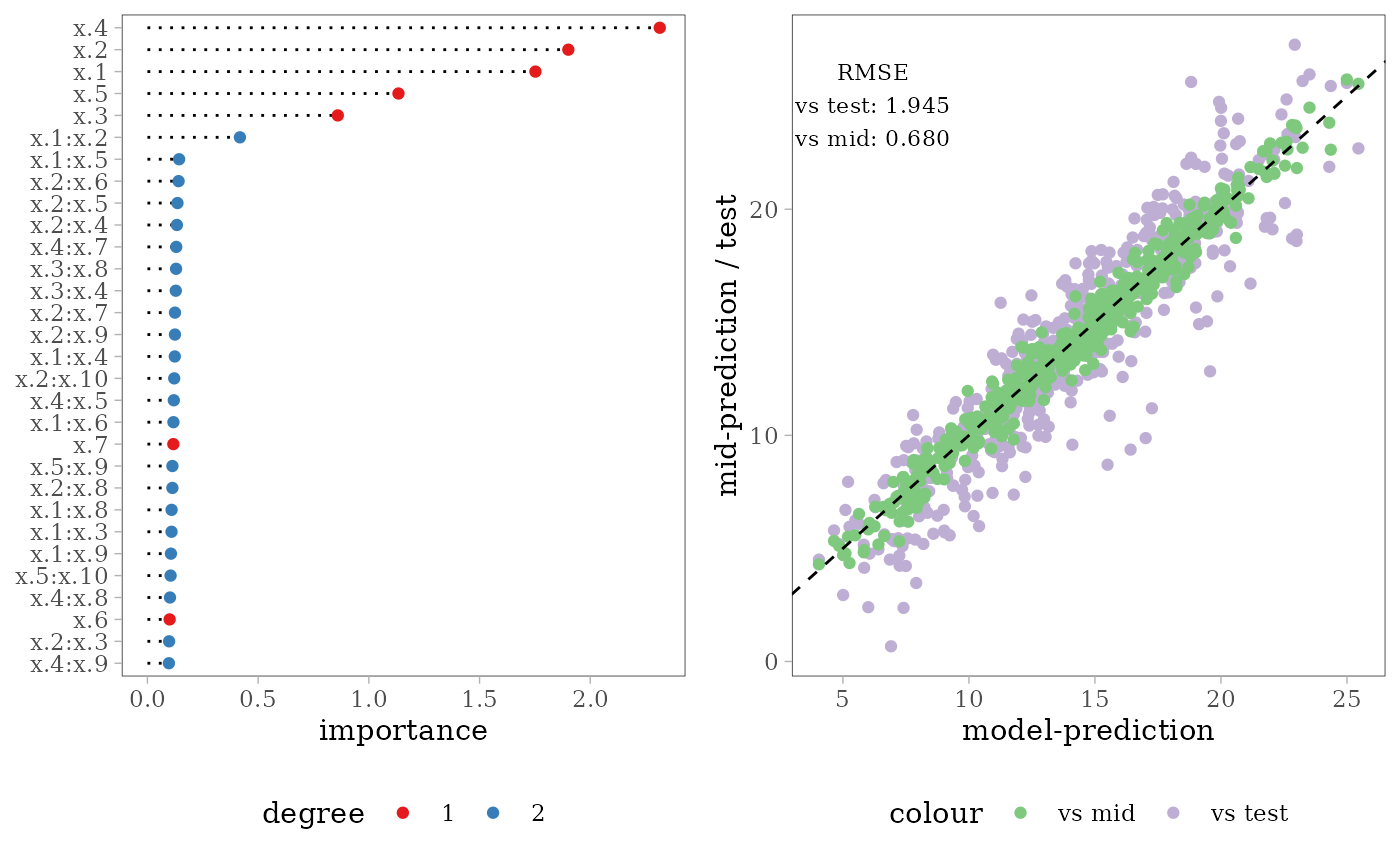 x.4
x.2
x.1
x.5
x.3
x.1:x.2
x.1:x.5
x.2:x.6
x.2:x.5
x.2:x.4
x.4:x.7
x.3:x.8
x.3:x.4
x.2:x.7
x.2:x.9
x.1:x.4
x.2:x.10
x.4:x.5
x.1:x.6
x.7
x.5:x.9
x.2:x.8
x.1:x.8
x.1:x.3
x.1:x.9
x.5:x.10
x.4:x.8
x.6
x.2:x.3
x.4:x.9
0.0 0.5 1.0 1.5 2.0
importance
degree 1 2
mid-prediction / test
20
10
0
RMSE
vs test: 1.945
vs mid: 0.680
5 10 15 20 25
model-prediction
colour vs mid vs test